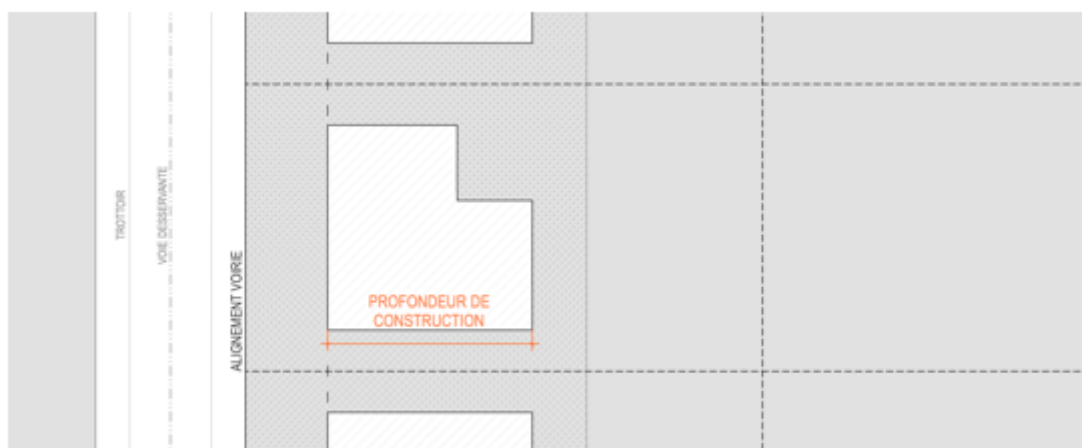 TROTTOIR
VOIE DESSERVANTE
ALIGNEMENT VOIRIE
PROFONDEUR DE
CONSTRUCTION